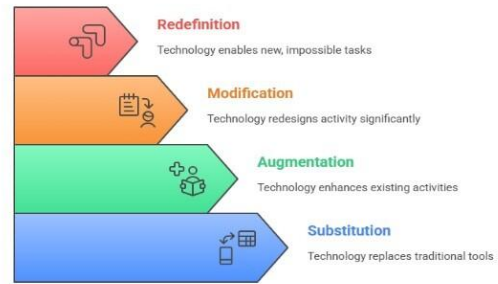 Redefinition
Technology enables new, impossible tasks
Modification
Technology redesigns activity significantly
Augmentation
Technology enhances existing activities
Substitution
Technology replaces traditional tools